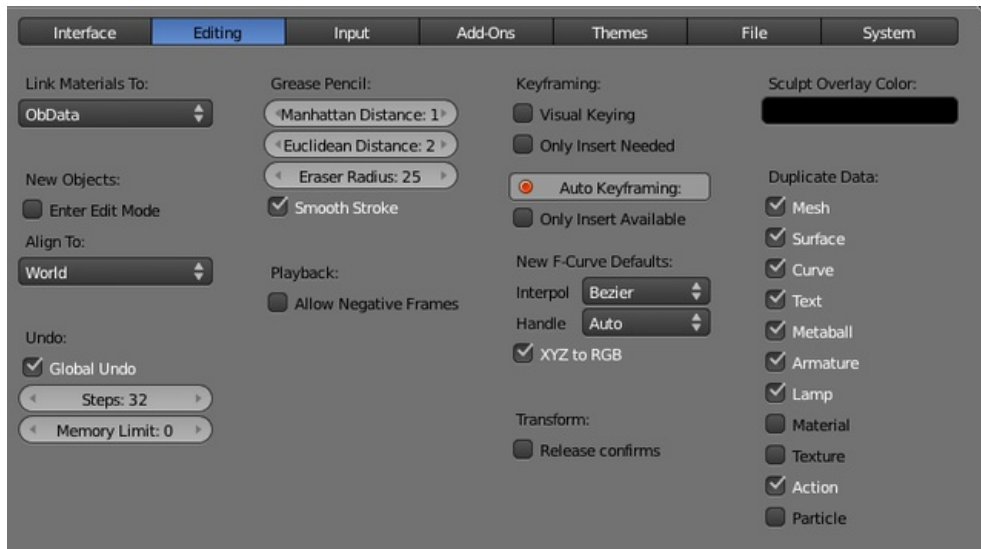 Interface Editing Input Add-Ons Themes File System
Link Materials To:
ObData
New Objects:
Enter Edit Mode
Align To:
World
Undo:
Global Undo
Steps: 32
Memory Limit: 0
Grease Pencil:
Manhattan Distance: 1
Euclidean Distance: 2
Eraser Radius: 25
Smooth Stroke
Playback:
Allow Negative Frames
Keyframing:
Visual Keying
Only Insert Needed
Auto Keyframing:
Only Insert Available
New F-Curve Defaults:
Interpol Bezier
Handle Auto
XYZ to RGB
Transform:
Release confirms
Sculpt Overlay Color:
Duplicate Data:
Mesh
Surface
Curve
Text
Metaball
Armature
Lamp
Material
Texture
Action
Particle